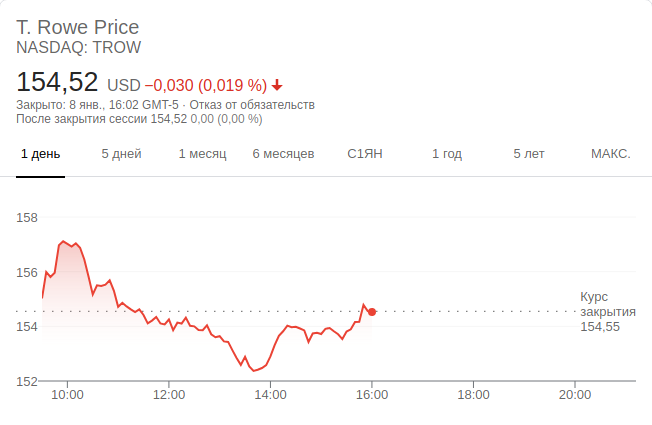 T. Rowe Price
NASDAQ: TROW
154,52 USD −0,030 (0,019 %)
Закрыто: 8 янв., 16:02 GMT-5 · Отказ от обязательств
После закрытия сессии 154,52 0,00 (0,00 %)
1 день 5 дней 1 месяц 6 месяцев С1ЯН 1 год 5 лет МАКС.
158
156
Курс
закрытия
154,55
154
152
10:00 12:00 14:00 16:00 18:00 20:00